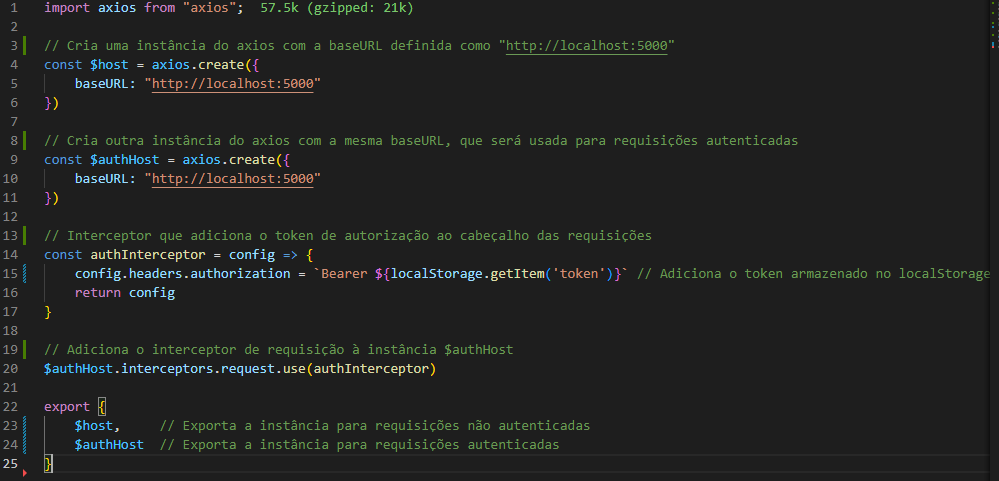 1 import axios from "axios"; 57.5k (gzipped: 21k)
2
3 // Cria uma instância do axios com a baseURL definida como "http://localhost:5000"
4 const $host = axios.create({
5     baseURL: "http://localhost:5000"
6 })
7
8 // Cria outra instância do axios com a mesma baseURL, que será usada para requisições autenticadas
9 const $authHost = axios.create({
10     baseURL: "http://localhost:5000"
11 })
12
13 // Interceptor que adiciona o token de autorização ao cabeçalho das requisições
14 const authInterceptor = config => {
15     config.headers.authorization = `Bearer ${localStorage.getItem('token')}` // Adiciona o token armazenado no localStorage
16     return config
17 }
18
19 // Adiciona o interceptor de requisição à instância $authHost
20 $authHost.interceptors.request.use(authInterceptor)
21
22 export {
23     $host,     // Exporta a instância para requisições não autenticadas
24     $authHost  // Exporta a instância para requisições autenticadas
25 }